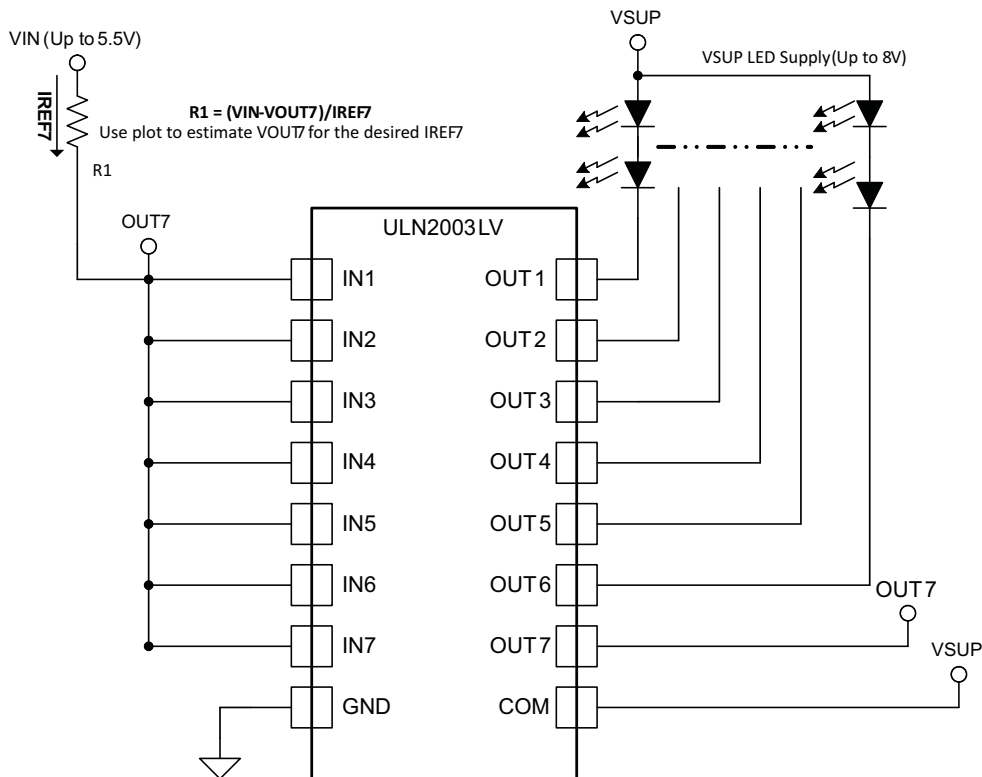 VSUP
VIN (Up to 5.5V)
VSUP LED Supply(Up to 8V)
IREF7
R1 = (VIN-VOUT7)/IREF7
Use plot to estimate VOUT7 for the desired IREF7
R1
OUT7
ULN2003LV
IN1
OUT1
IN2
OUT2
IN3
OUT3
IN4
OUT4
IN5
OUT5
IN6
OUT6
OUT7
IN7
OUT7
VSUP
GND
COM